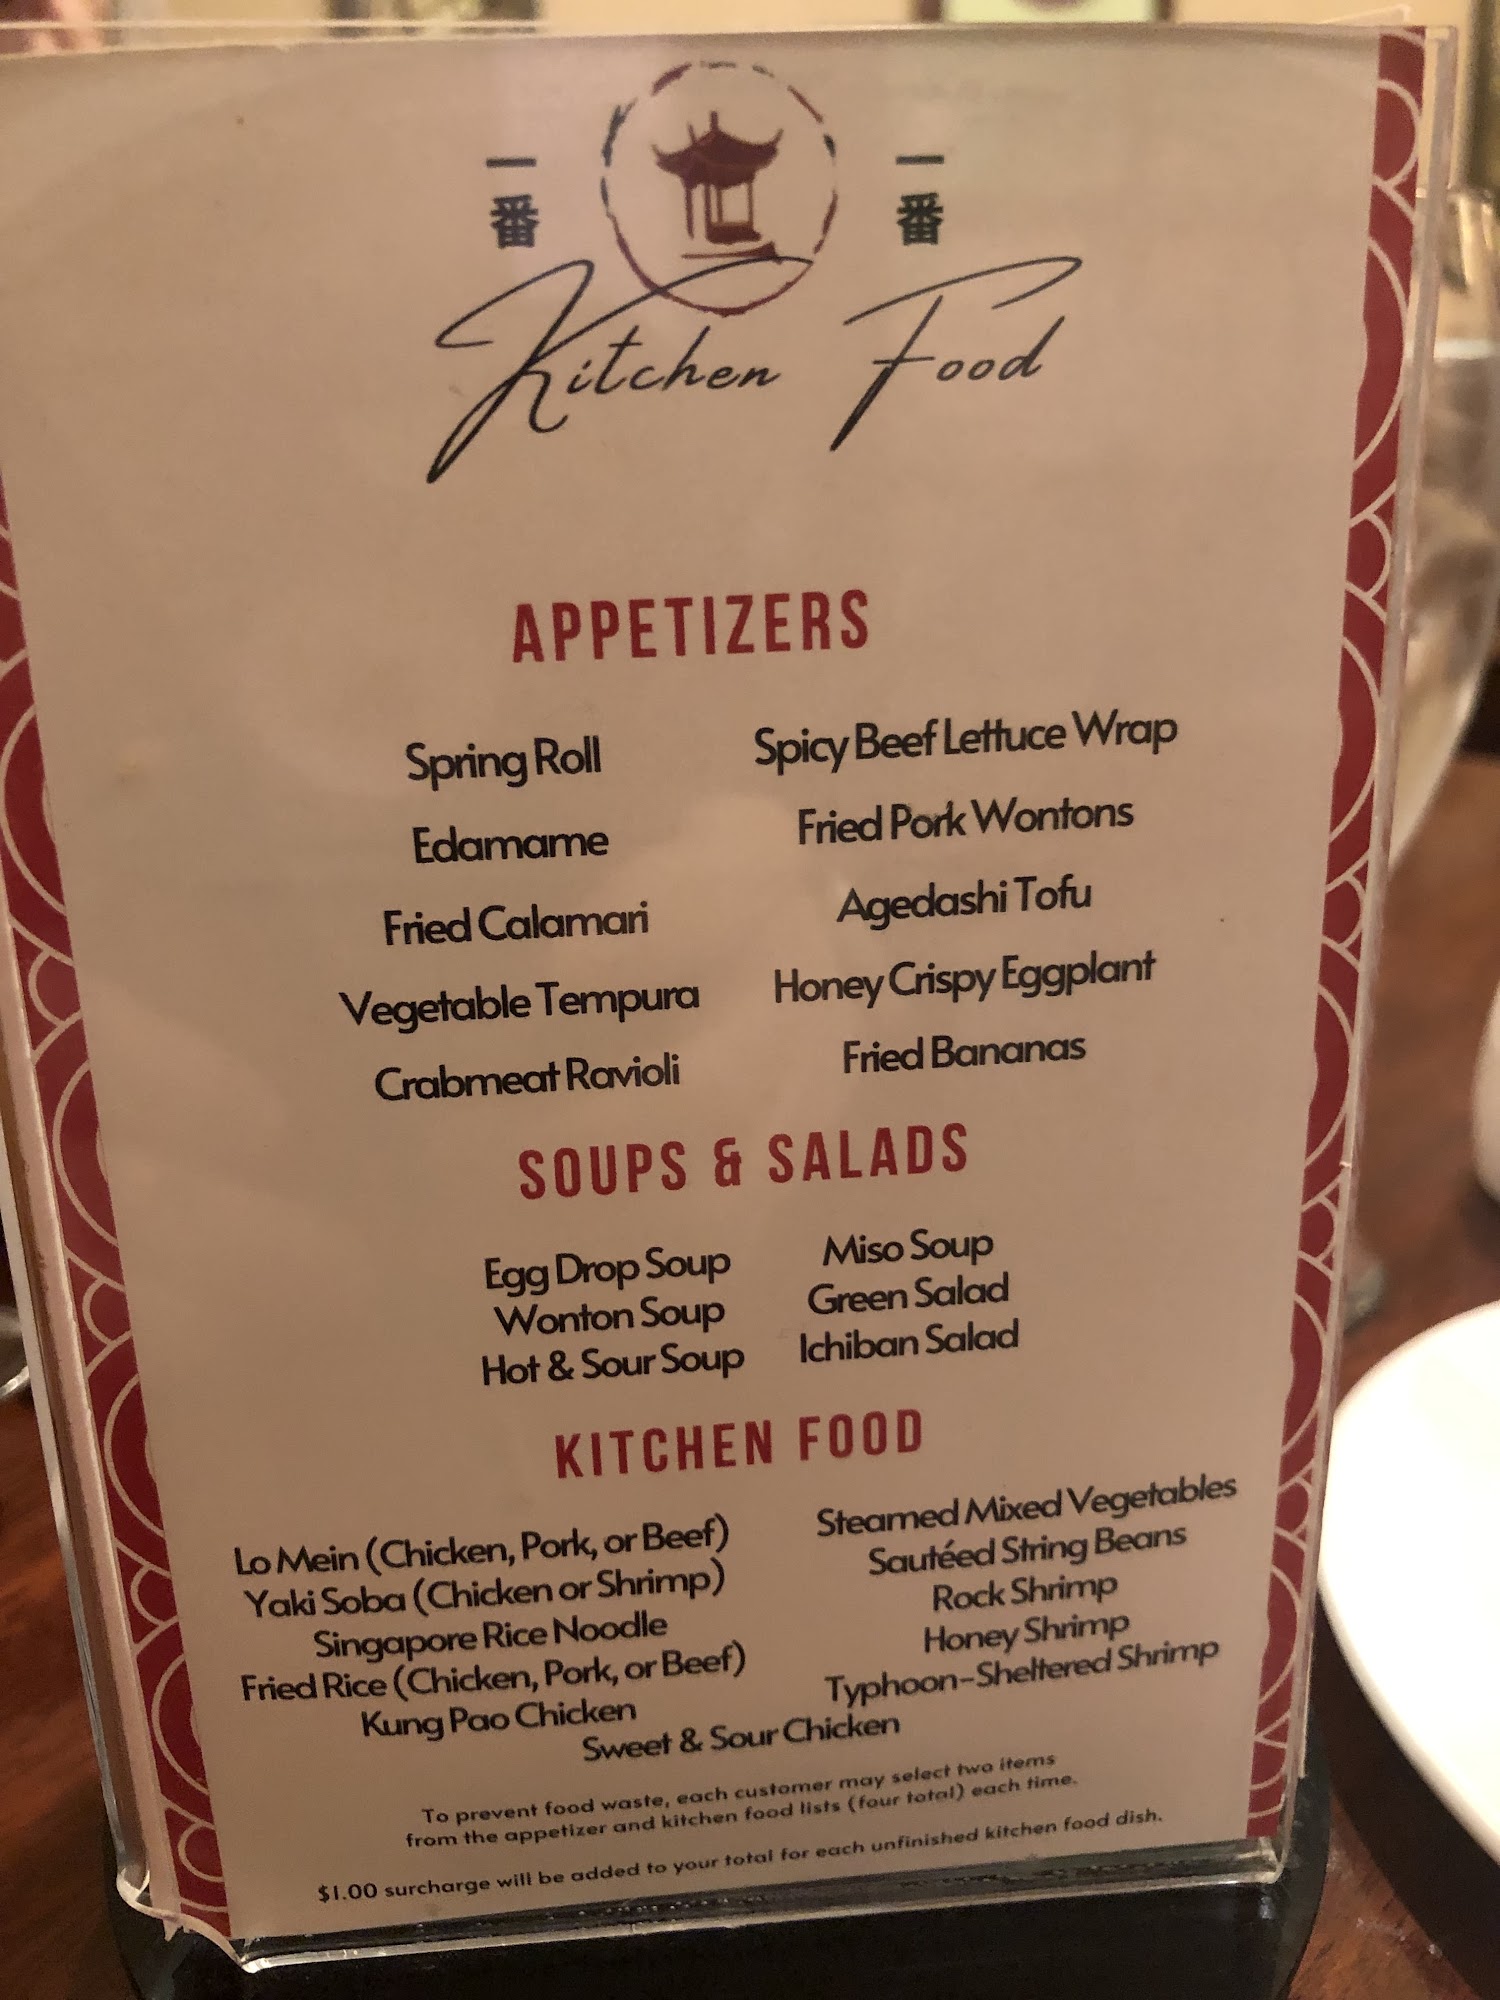 一番
一番
Kitchen Food
APPETIZERS
Spring Roll
Edamame
Fried Calamari
Vegetable Tempura
Crabmeat Ravioli
Spicy Beef Lettuce Wrap
Fried Pork Wontons
Agedashi Tofu
Honey Crispy Eggplant
Fried Bananas
SOUPS & SALADS
Egg Drop Soup
Wonton Soup
Hot & Sour Soup
Miso Soup
Green Salad
Ichiban Salad
KITCHEN FOOD
Lo Mein (Chicken, Pork, or Beef)
Yaki Soba (Chicken or Shrimp)
Singapore Rice Noodle
Fried Rice (Chicken, Pork, or Beef)
Kung Pao Chicken
Steamed Mixed Vegetables
Sautéed String Beans
Rock Shrimp
Honey Shrimp
Typhoon-Sheltered Shrimp
Sweet & Sour Chicken
To prevent food waste, each customer may select two items
from the appetizer and kitchen food lists (four total) each time.
$1.00 surcharge will be added to your total for each unfinished kitchen food dish.